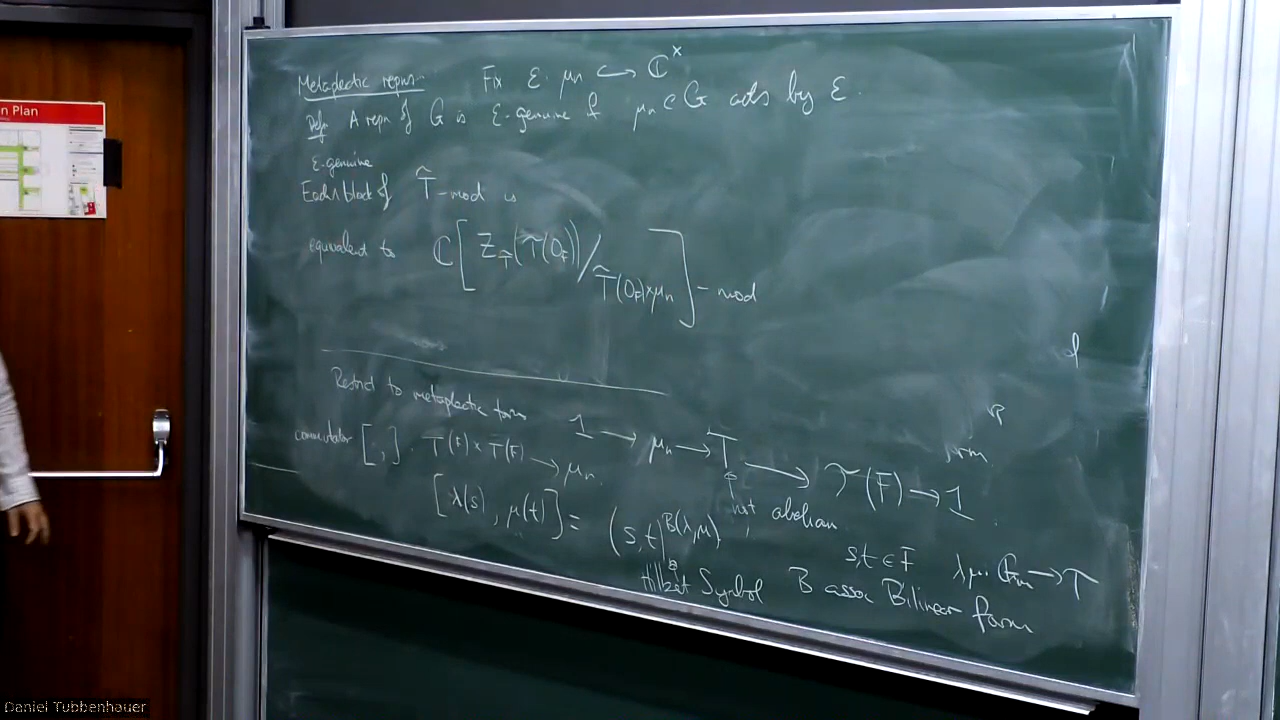 n Plan
Metaplectic repns. Fix ε: μn ↪ ℂ^×
Defn A repn of G̃ is ε-genuine if μn ⊂ G̃ acts by ε.
ε-genuine
Each block of T̃-mod is
equivalent to ℂ[Z_T̃(T̃(O_F))/T̃(O_F)×μn]-mod
Restrict to metaplectic torus 1 → μn → T̃ → T(F) → 1
not abelian
commutator [,]: T(F) × T(F) → μn.
[λ(s), μ(t)] = (s,t)^B(λ,μ)
s,t ∈ F λ,μ: 𝔾m → T
Hilbert Symbol B assoc Bilinear form
Daniel Tubbenhauer